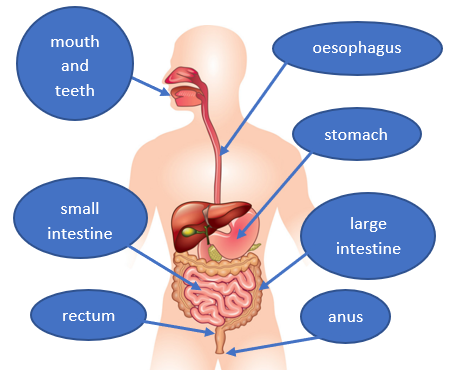 mouth
and
teeth
oesophagus
stomach
small
intestine
large
intestine
rectum
anus